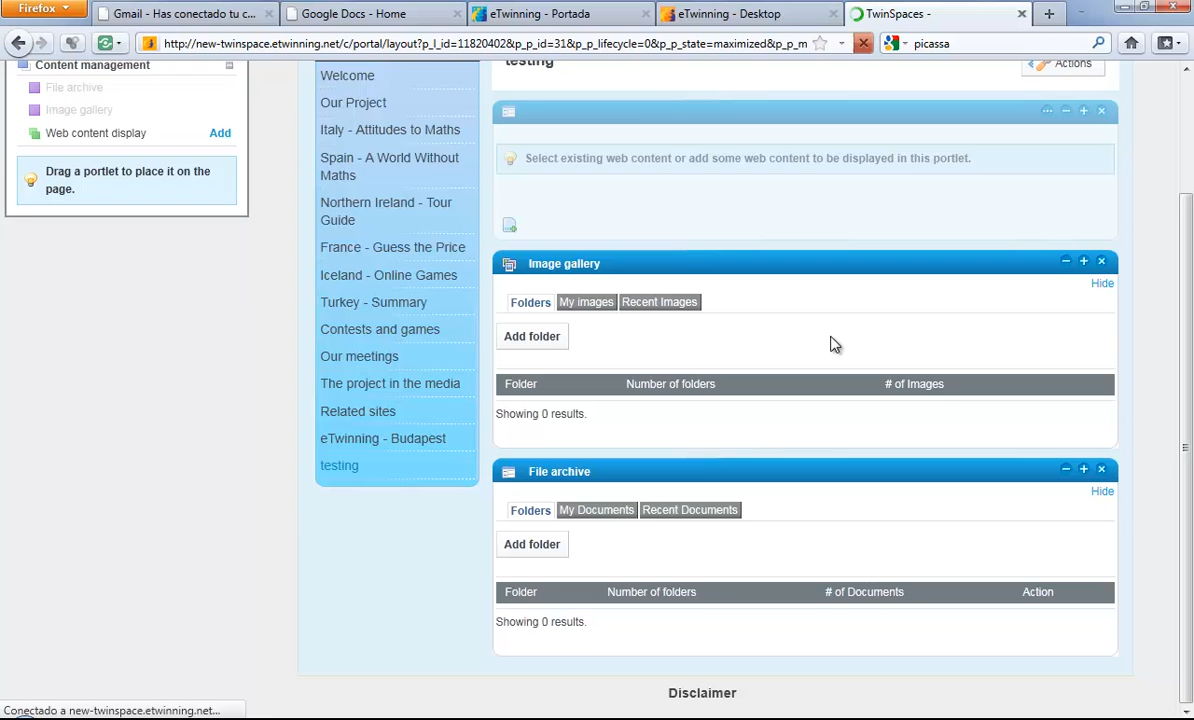 Firefox
Gmail - Has conectado tu c...
Google Docs - Home
eTwinning - Portada
eTwinning - Desktop
TwinSpaces -
http://new-twinspace.etwinning.net/c/portal/layout?p_l_id=11820402&p_p_id=31&p_p_lifecycle=0&p_p_state=maximized&p_p_m
picassa
Content management
File archive
Image gallery
Web content display
Add
Drag a portlet to place it on the
page.
Welcome
Our Project
Italy - Attitudes to Maths
Spain - A World Without
Maths
Northern Ireland - Tour
Guide
France - Guess the Price
Iceland - Online Games
Turkey - Summary
Contests and games
Our meetings
The project in the media
Related sites
eTwinning - Budapest
testing
testing
Actions
Select existing web content or add some web content to be displayed in this portlet.
Image gallery
Hide
Folders My images Recent Images
Add folder
Folder Number of folders # of Images
Showing 0 results.
File archive
Hide
Folders My Documents Recent Documents
Add folder
Folder Number of folders # of Documents Action
Showing 0 results.
Disclaimer
Conectado a new-twinspace.etwinning.net...